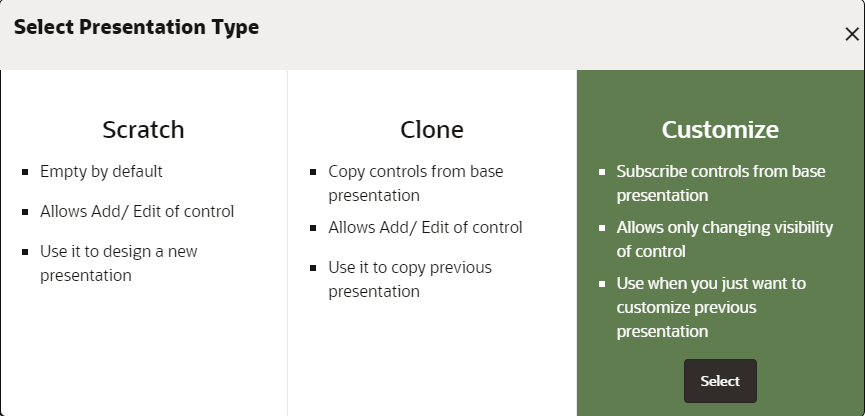 Select Presentation Type
Scratch
Empty by default
Allows Add/ Edit of control
Use it to design a new
presentation
Clone
Copy controls from base
presentation
Allows Add/ Edit of control
Use it to copy previous
presentation
Customize
Subscribe controls from base
presentation
Allows only changing visibility
of control
Use when you just want to
customize previous
presentation
Select